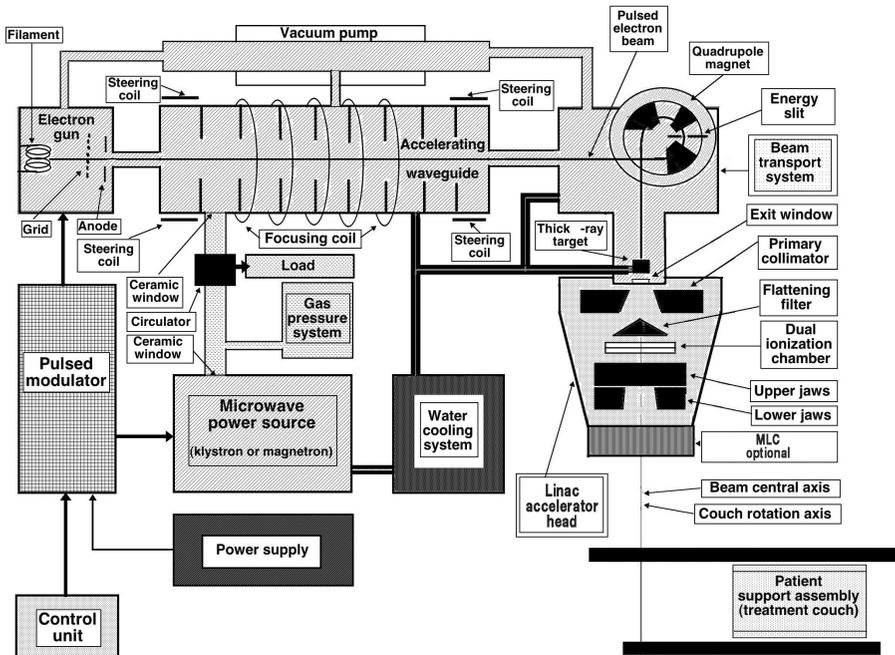 Filament
Vacuum pump
Pulsed
electron
beam
Quadrupole
magnet
Steering
coil
Steering
coil
Energy
slit
Electron
gun
Accelerating
waveguide
Beam
transport
system
Grid
Anode
Steering
coil
Focusing coil
Steering
coil
Thick -ray
target
Exit window
Primary
collimator
Load
Ceramic
window
Circulator
Gas
pressure
system
Flattening
filter
Ceramic
window
Dual
ionization
chamber
Pulsed
modulator
Upper jaws
Lower jaws
Microwave
power source
(klystron or magnetron)
Water
cooling
system
MLC
optional
Linac
accelerator
head
Beam central axis
Couch rotation axis
Power supply
Patient
support assembly
(treatment couch)
Control
unit